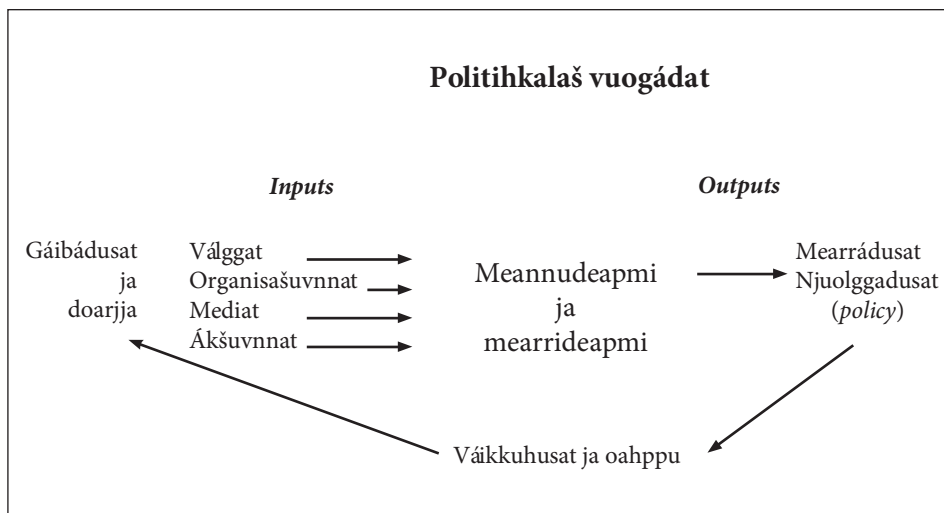 Politihkalaš vuogádat
Inputs
Outputs
Gáibádusat
ja
doarjja
Válggat
Organisašuvnnat
Mediat
Ákšuvnnat
Meannudeapmi
ja
mearrideapmi
Mearrádusat
Njuolggadusat
(policy)
Váikkuhusat ja oahppu